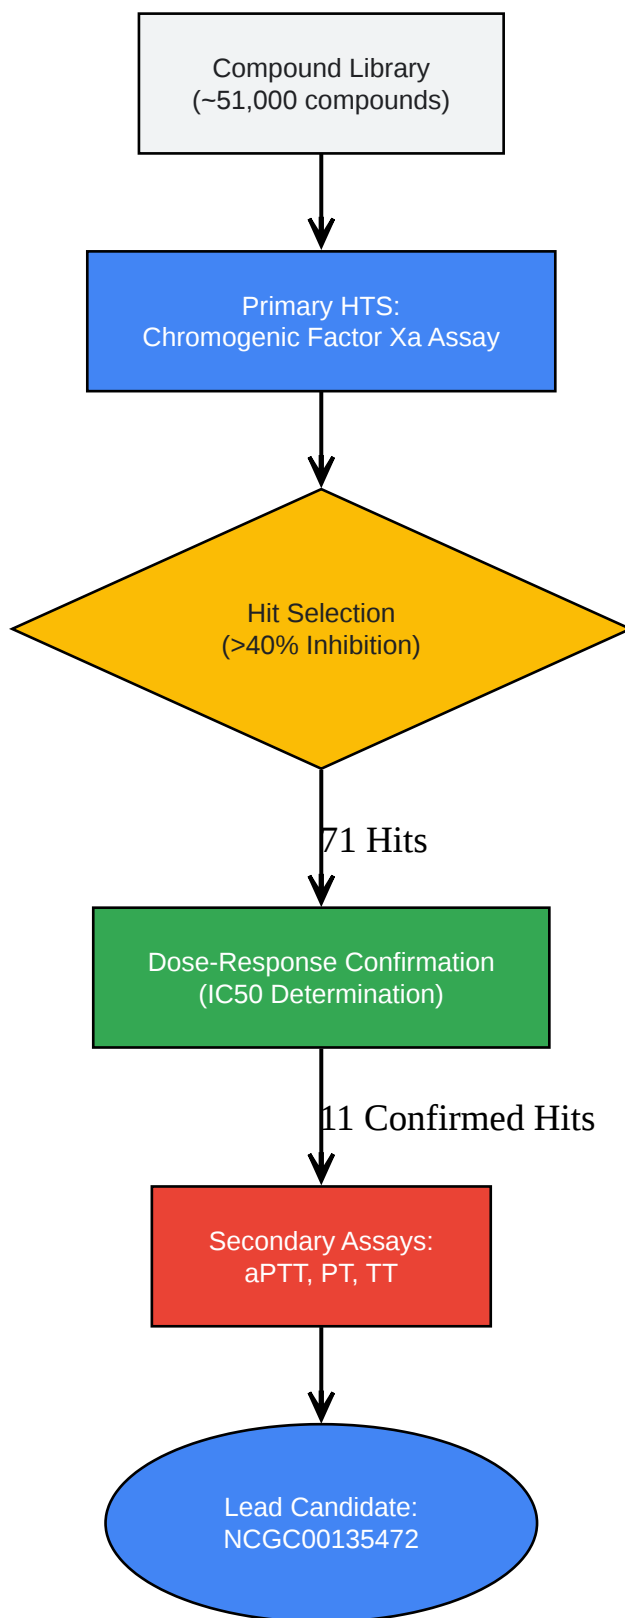 Compound Library
(~51,000 compounds)
Primary HTS:
Chromogenic Factor Xa Assay
Hit Selection
(>40% Inhibition)
71 Hits
Dose-Response Confirmation
(IC50 Determination)
11 Confirmed Hits
Secondary Assays:
aPTT, PT, TT
Lead Candidate:
NCGC00135472